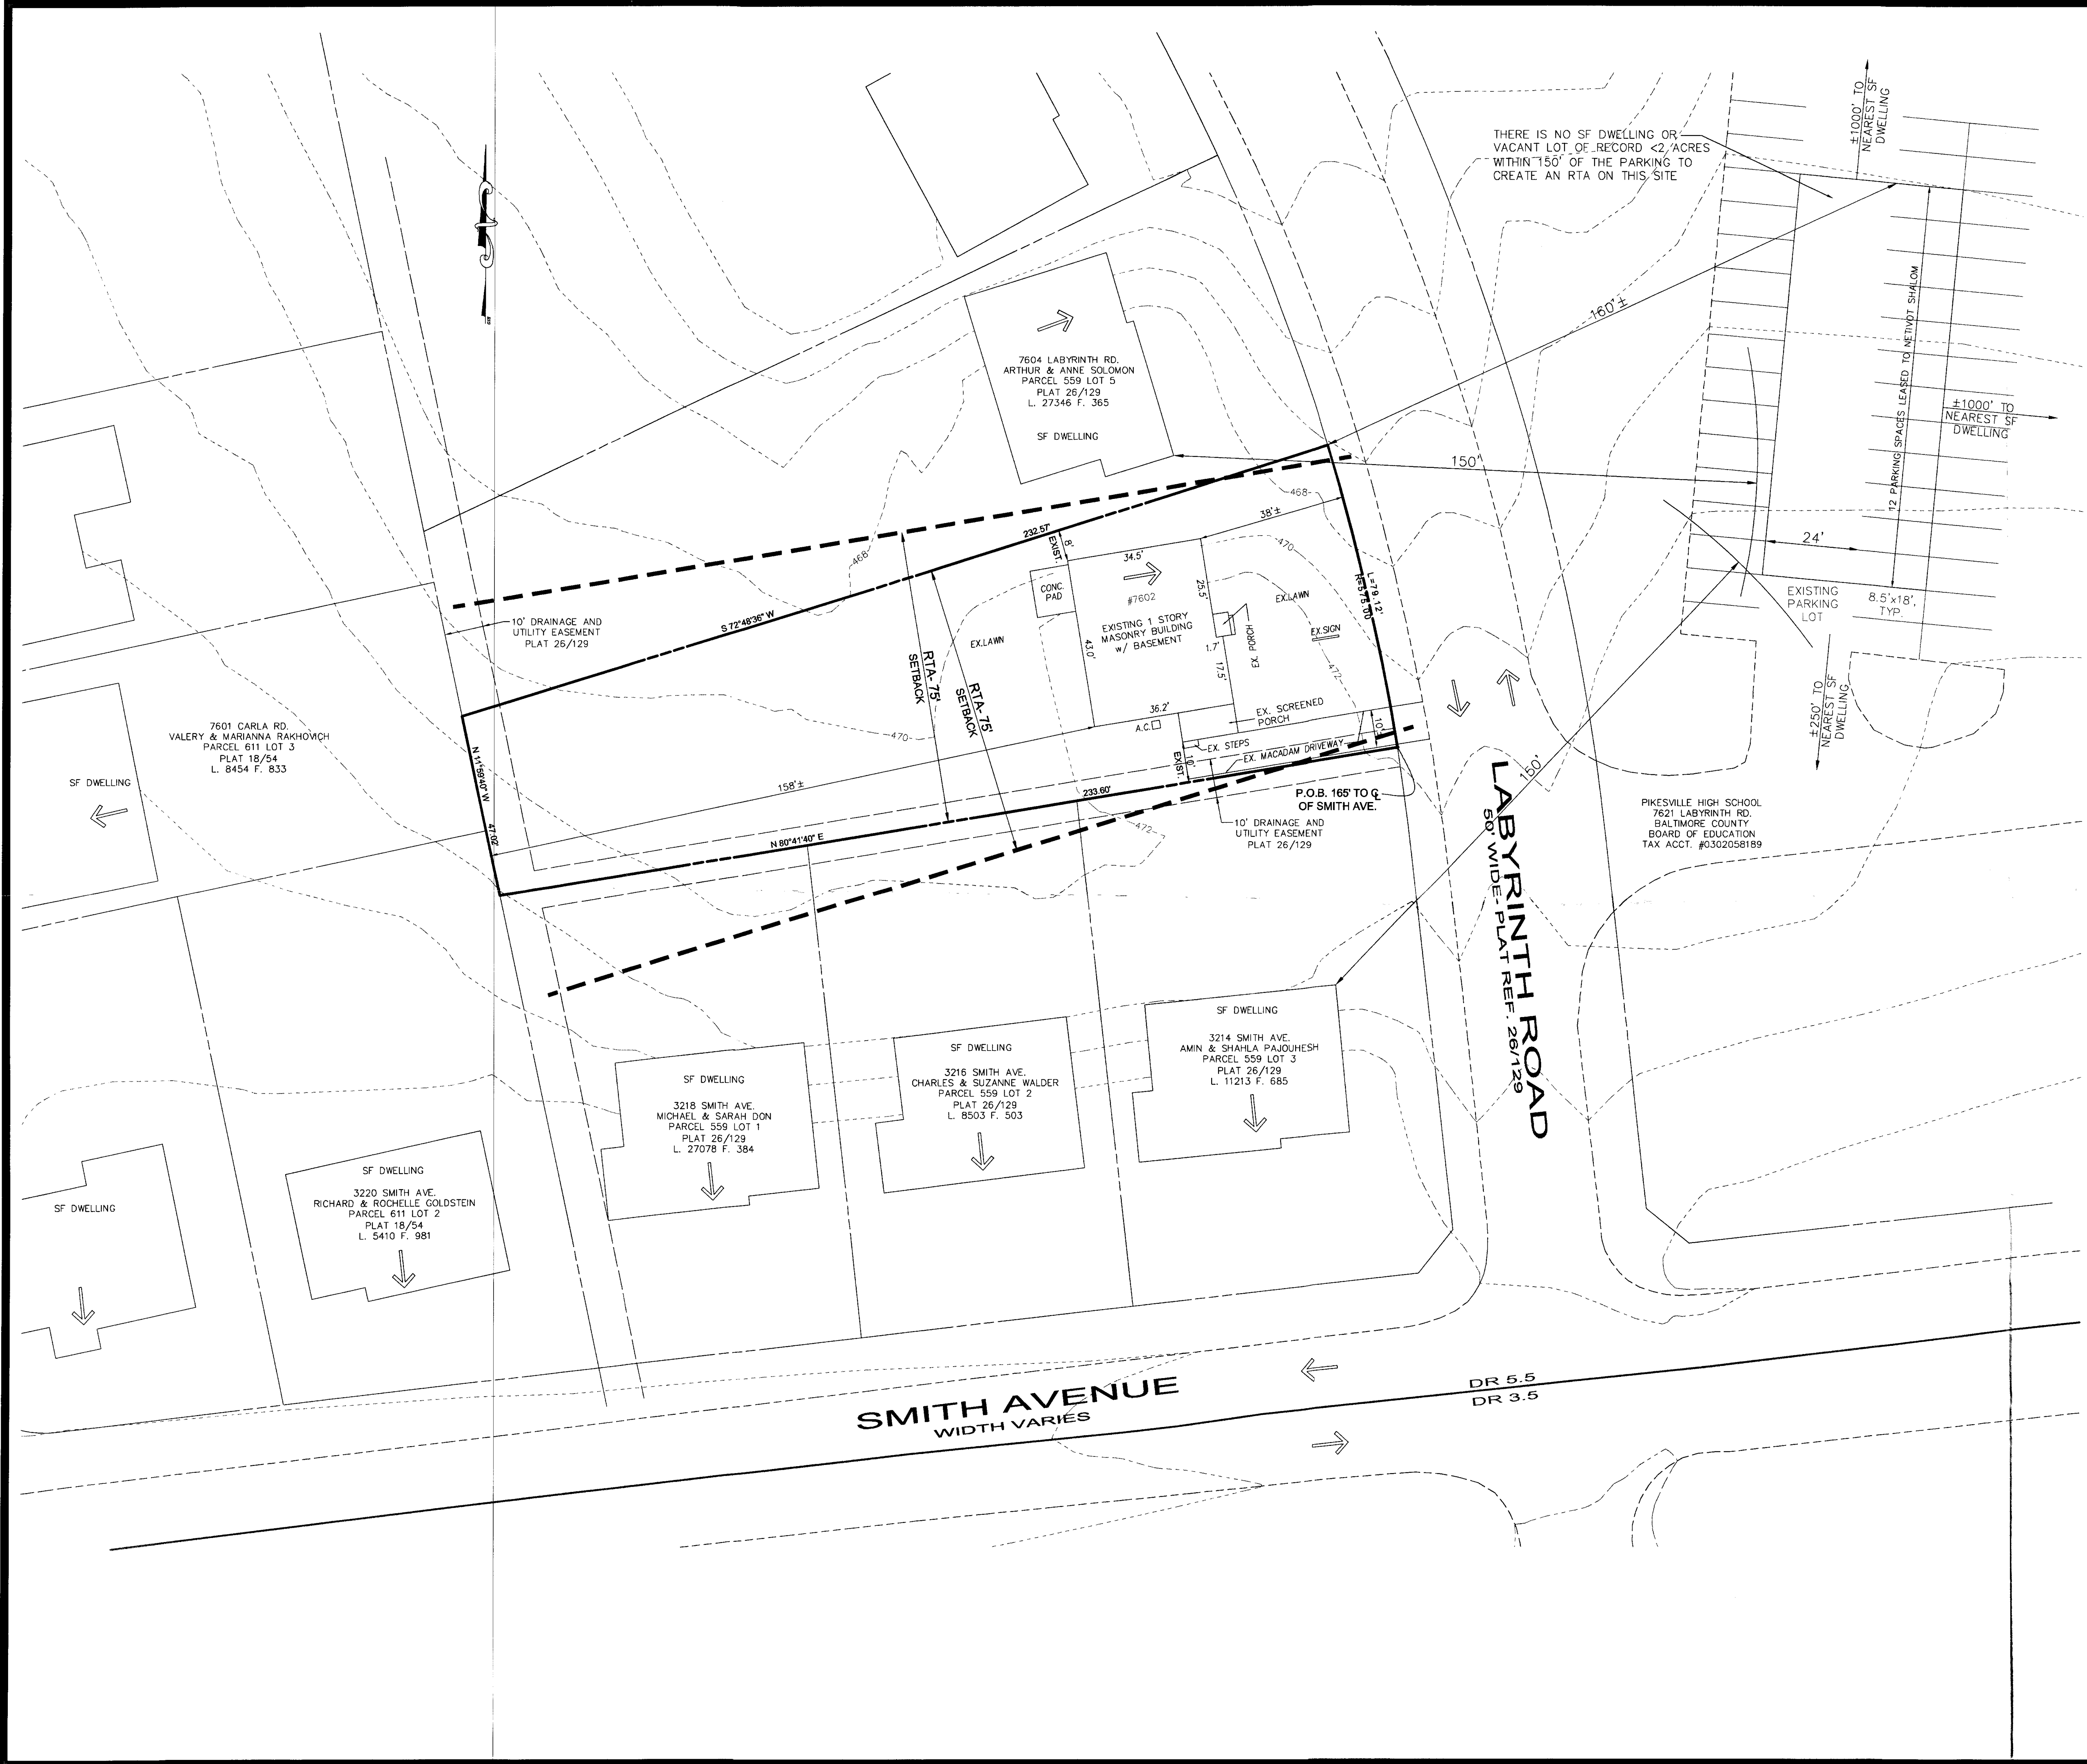 THERE IS NO SF DWELLING OR
VACANT LOT OF RECORD <2 ACRES
WITHIN 150' OF THE PARKING TO
CREATE AN RTA ON THIS SITE
±1000' TO
NEAREST SF
DWELLING
160'±
12 PARKING SPACES LEASED TO NETIVOT SHALOM
±1000' TO
NEAREST SF
DWELLING
7604 LABYRINTH RD.
ARTHUR & ANNE SOLOMON
PARCEL 559 LOT 5
PLAT 26/129
L. 27346 F. 365
SF DWELLING
150'
24'
EXISTING
PARKING
LOT
8.5'x18',
TYP.
±250' TO
NEAREST SF
DWELLING
468
468
38'±
232.57'
EXIST.
8'
34.5'
470
CONC.
PAD
#7602
25.5'
EX.LAWN
L=79.12'
R=575.00'
EXISTING 1 STORY
MASONRY BUILDING
w/ BASEMENT
EX. PORCH
EX.SIGN
10' DRAINAGE AND
UTILITY EASEMENT
PLAT 26/129
S 72°48'36" W
EX.LAWN
43.0'
1.7'
17.5'
472
RTA- 75'
SETBACK
RTA- 75'
SETBACK
36.2'
A.C.
EX. SCREENED
PORCH
10'
470
EX. STEPS
EX. MACADAM DRIVEWAY
EXIST.
10'
7601 CARLA RD.
VALERY & MARIANNA RAKHOVICH
PARCEL 611 LOT 3
PLAT 18/54
L. 8454 F. 833
SF DWELLING
N 11°59'40" W
47.02'
158'±
233.60'
N 80°41'40" E
P.O.B. 165' TO ℄
OF SMITH AVE.
10' DRAINAGE AND
UTILITY EASEMENT
PLAT 26/129
472
150'
LABYRINTH ROAD
50' WIDE- PLAT REF. 26/129
PIKESVILLE HIGH SCHOOL
7621 LABYRINTH RD.
BALTIMORE COUNTY
BOARD OF EDUCATION
TAX ACCT. #0302058189
SF DWELLING
3214 SMITH AVE.
AMIN & SHAHLA PAJOUHESH
PARCEL 559 LOT 3
PLAT 26/129
L. 11213 F. 685
SF DWELLING
3216 SMITH AVE.
CHARLES & SUZANNE WALDER
PARCEL 559 LOT 2
PLAT 26/129
L. 8503 F. 503
SF DWELLING
3218 SMITH AVE.
MICHAEL & SARAH DON
PARCEL 559 LOT 1
PLAT 26/129
L. 27078 F. 384
SF DWELLING
3220 SMITH AVE.
RICHARD & ROCHELLE GOLDSTEIN
PARCEL 611 LOT 2
PLAT 18/54
L. 5410 F. 981
SF DWELLING
SMITH AVENUE
WIDTH VARIES
DR 5.5
DR 3.5